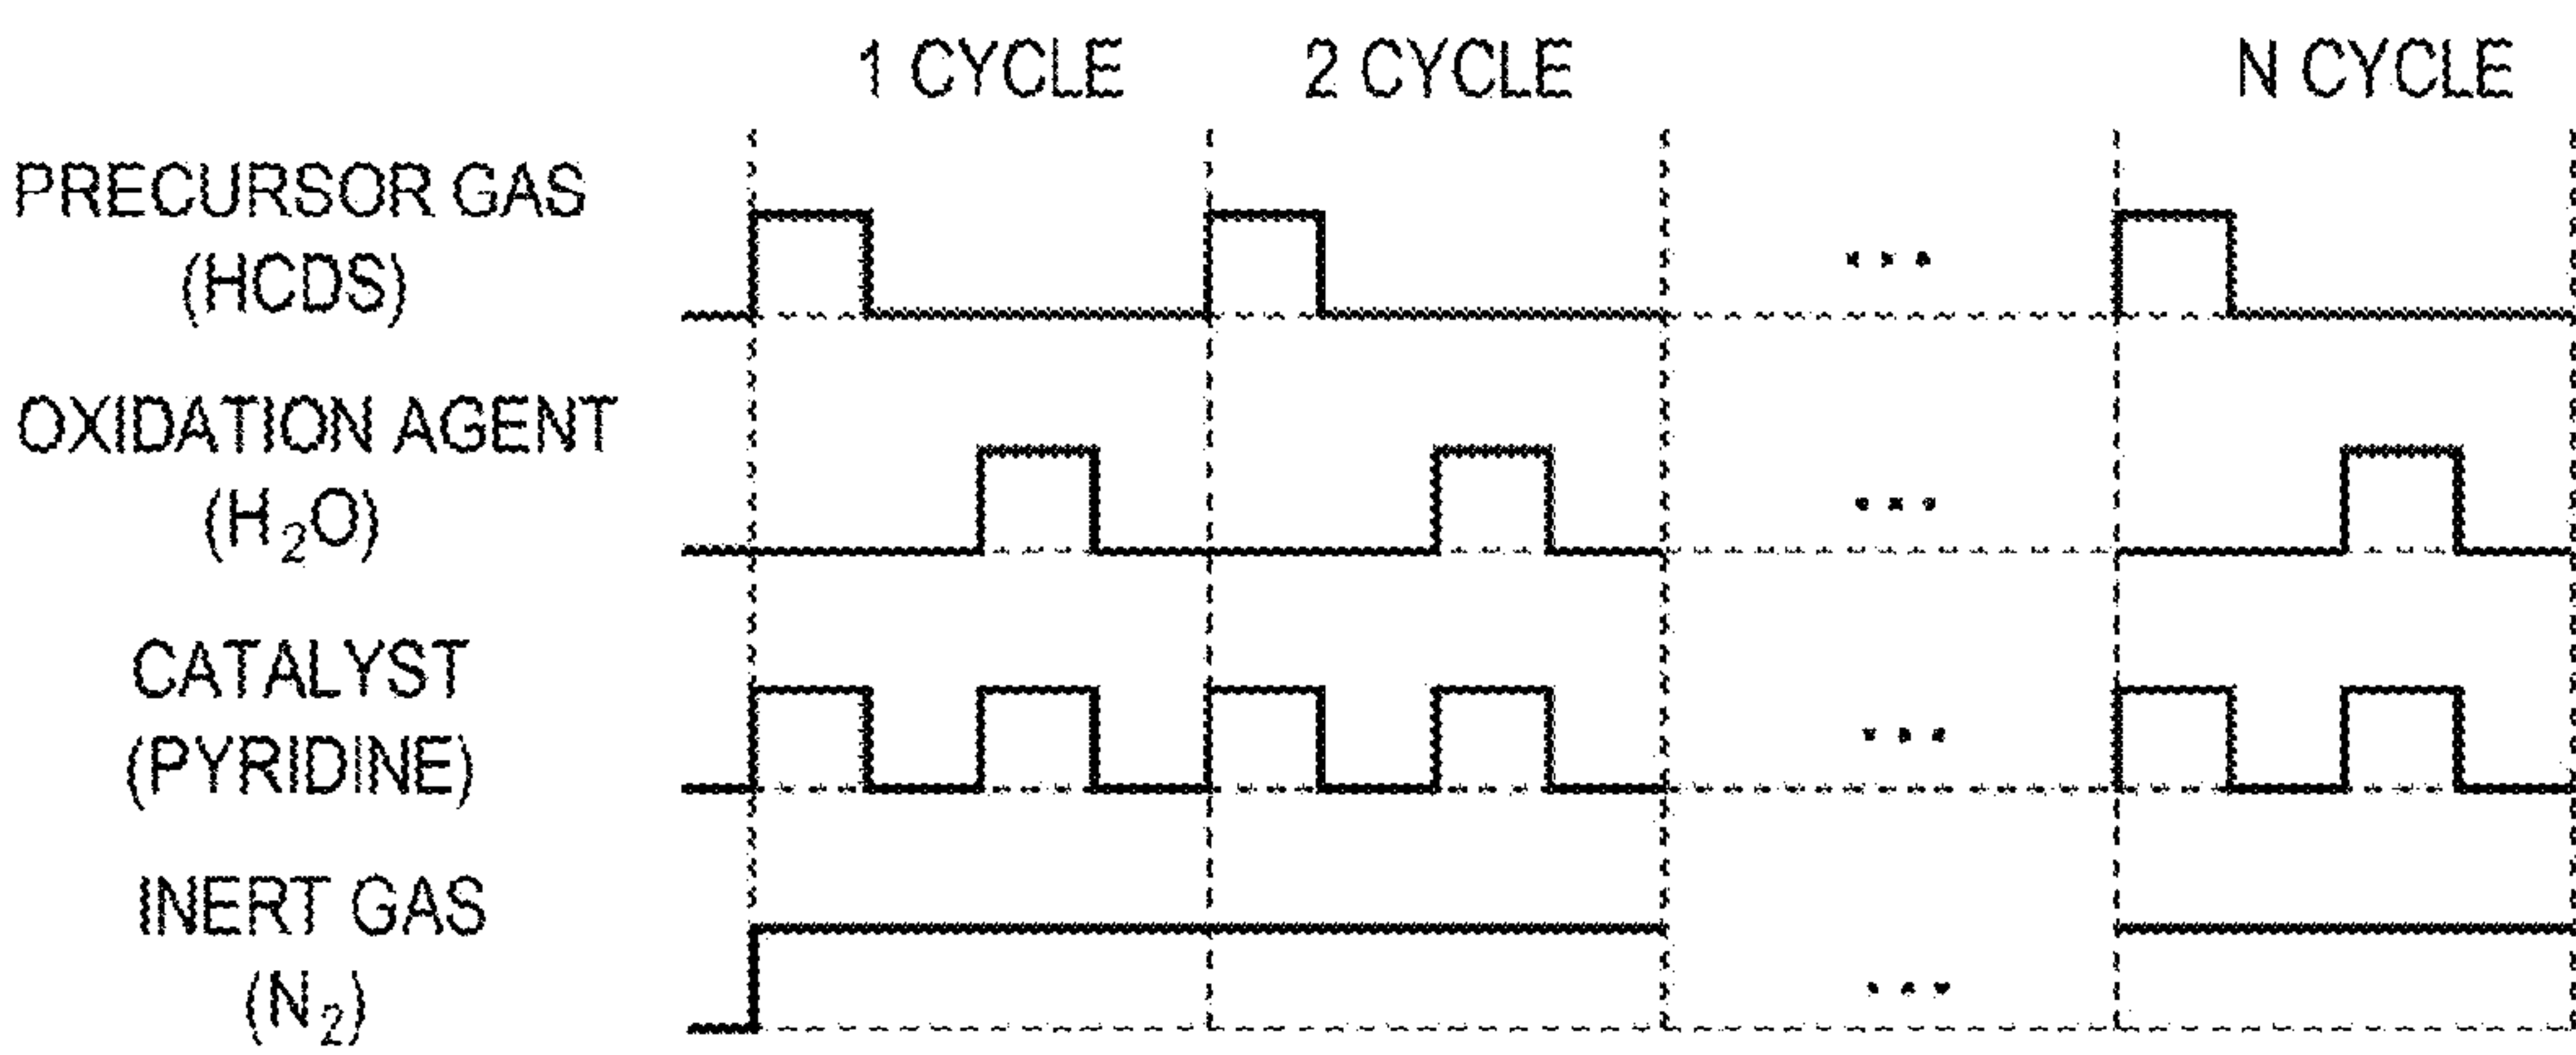 1 CYCLE 2 CYCLE N CYCLE
PRECURSOR GAS
(HCDS)
OXIDATION AGENT
(H₂O)
CATALYST
(PYRIDINE)
INERT GAS
(N₂)